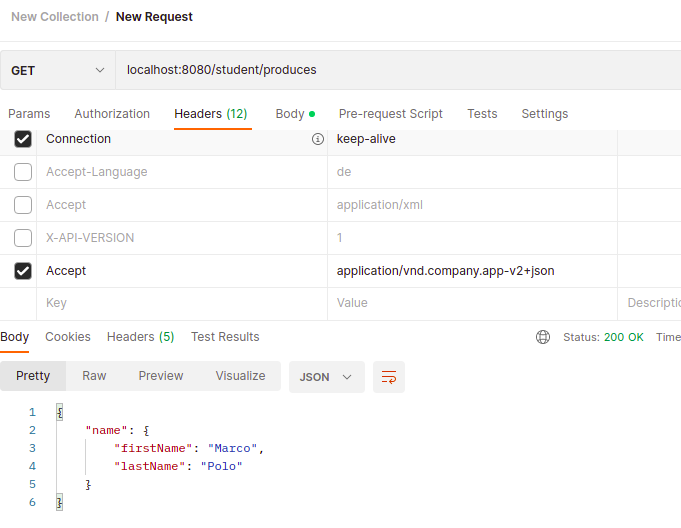 New Collection / New Request
GET localhost:8080/student/produces
Params Authorization Headers (12) Body Pre-request Script Tests Settings
Connection keep-alive
Accept-Language de
Accept application/xml
X-API-VERSION 1
Accept application/vnd.company.app-v2+json
Key Value Descriptio
Body Cookies Headers (5) Test Results Status: 200 OK Time
Pretty Raw Preview Visualize JSON
1 {
2 "name": {
3 "firstName": "Marco",
4 "lastName": "Polo"
5 }
6 }